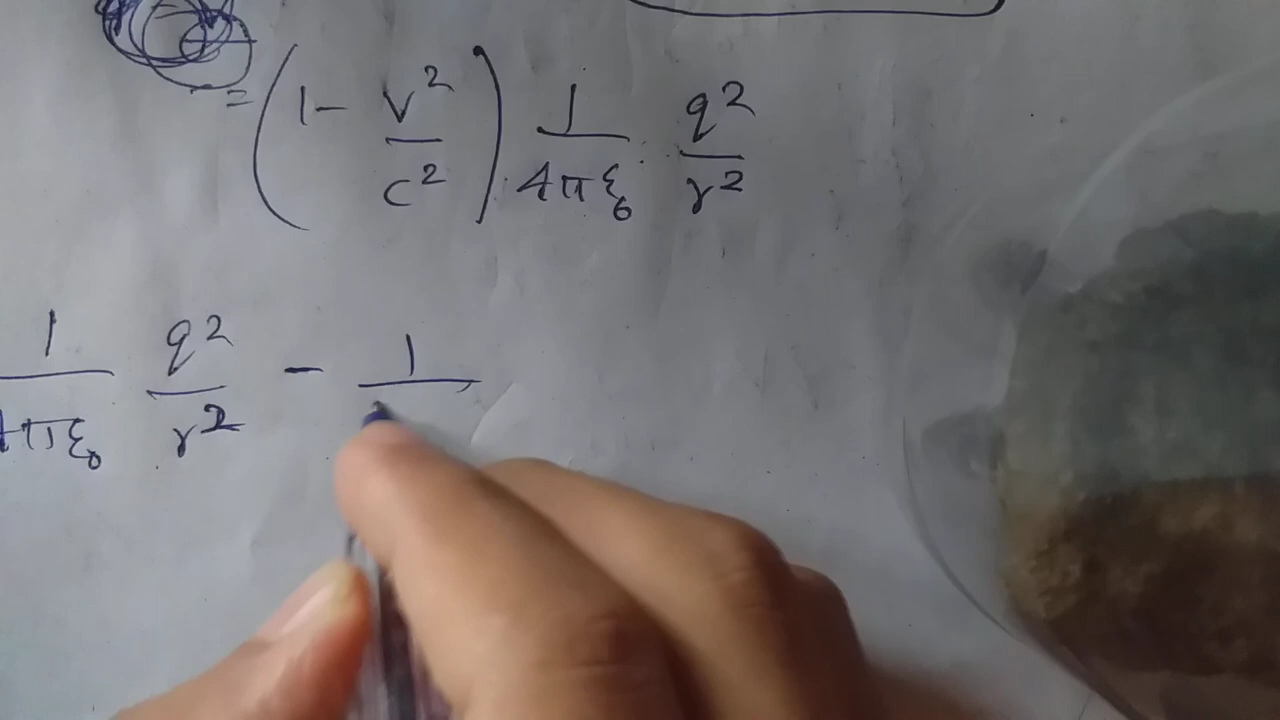 = (1 - v²/c²) 1/4πε₀ q²/r²
1/4πε₀ q²/r² - 1/